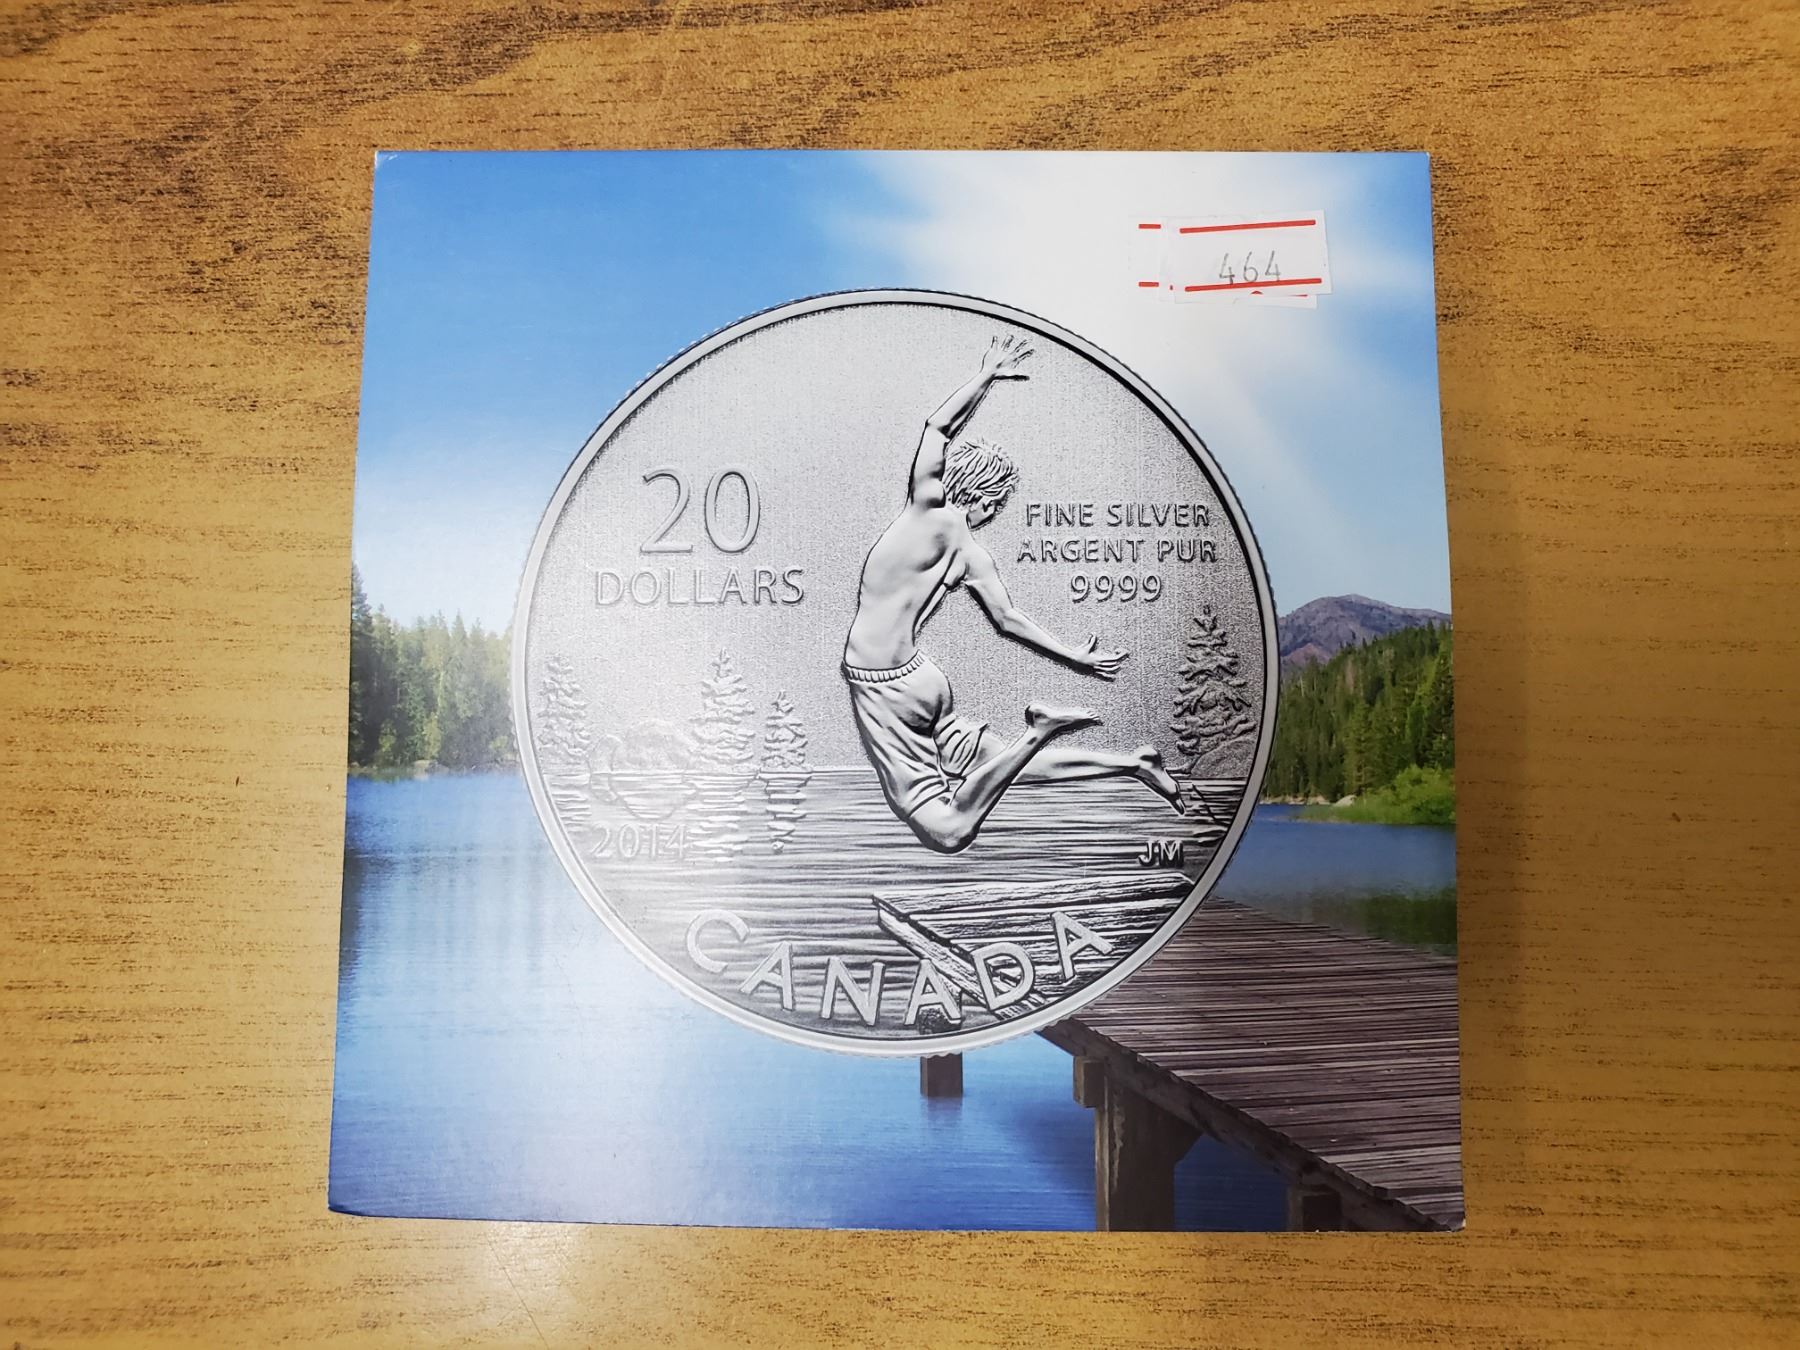 464
20
DOLLARS
FINE SILVER
ARGENT PUR
9999
2014
JM
CANADA